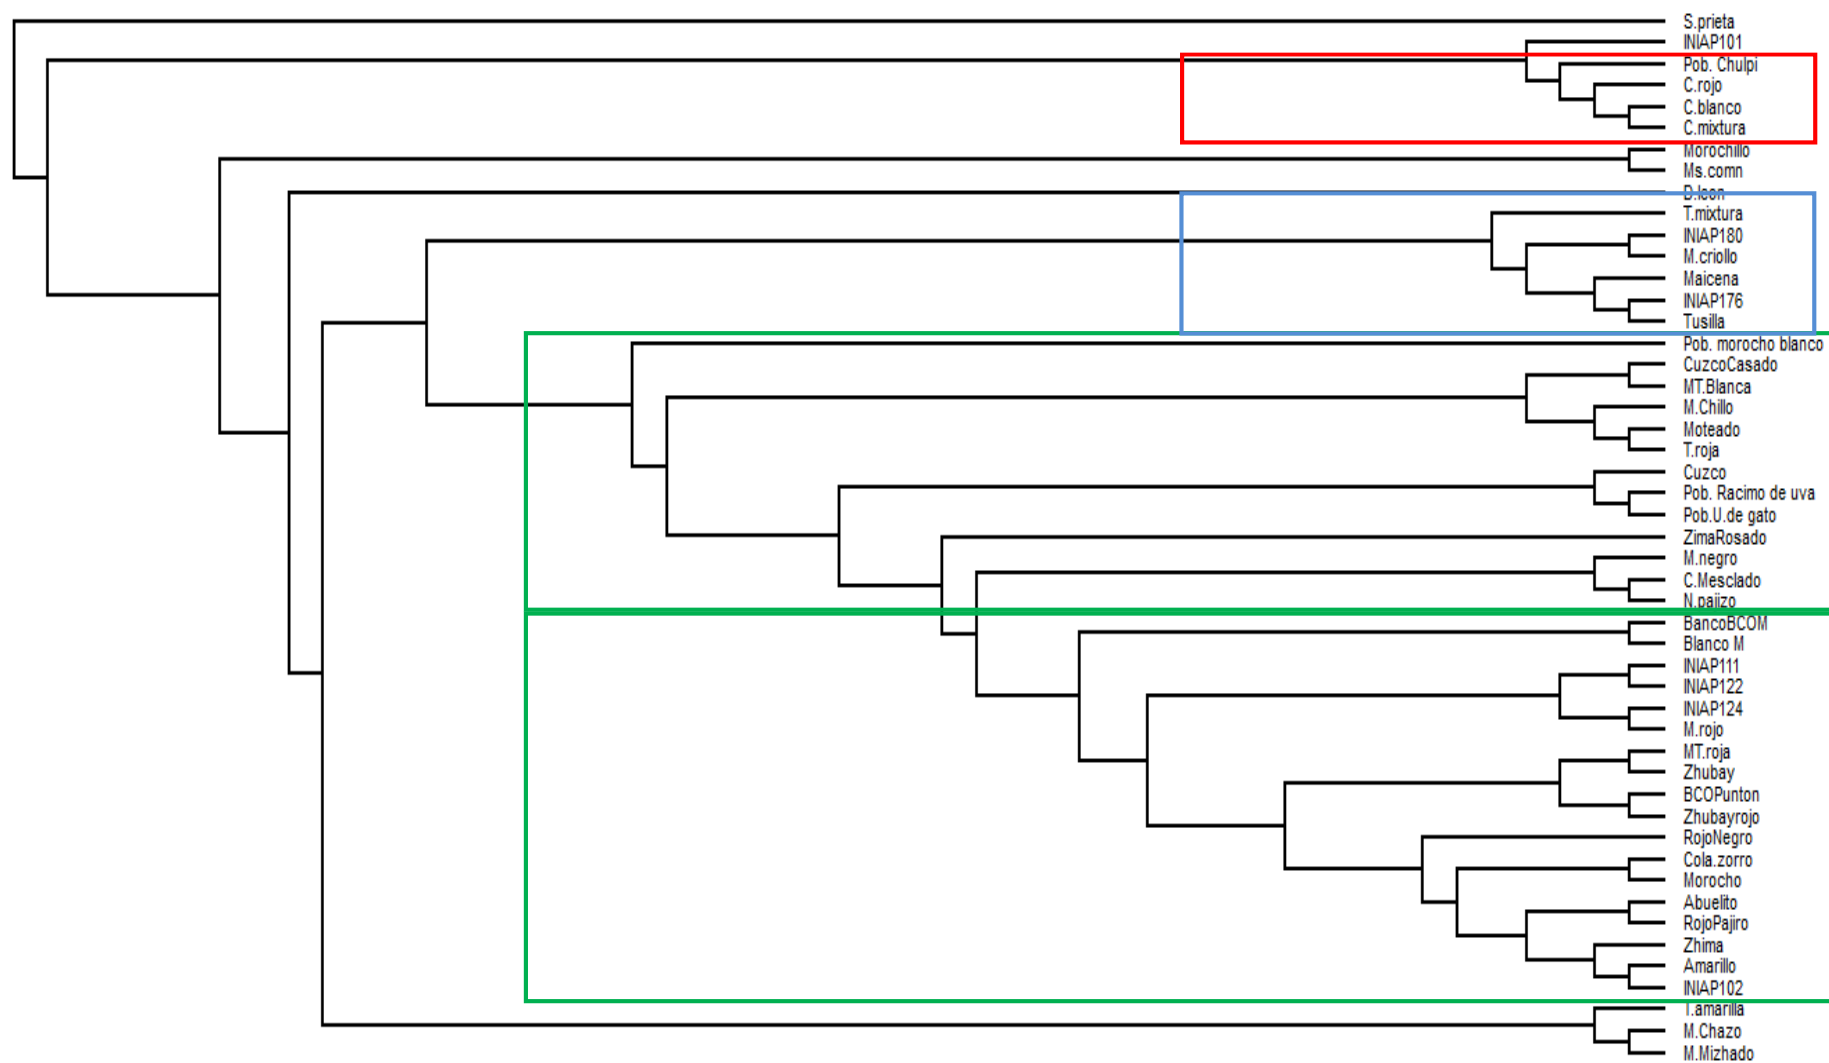 S.prieta
INIAP101
Pob. Chulpi
C.rojo
C.blanco
C.mixtura
Morochillo
Ms.comn
D.leon
T.mixtura
INIAP180
M.criollo
Maicena
INIAP176
Tusilla
Pob. morocho blanco
CuzcoCasado
MT.Blanca
M.Chillo
Moteado
T.roja
Cuzco
Pob. Racimo de uva
Pob.U.de gato
ZimaRosado
M.negro
C.Mesclado
N.pajizo
BancoBCOM
Blanco M
INIAP111
INIAP122
INIAP124
M.rojo
MT.roja
Zhubay
BCOPunton
Zhubayrojo
RojoNegro
Cola.zorro
Morocho
Abuelito
RojoPajiro
Zhima
Amarillo
INIAP102
T.amarilla
M.Chazo
M.Mizhado